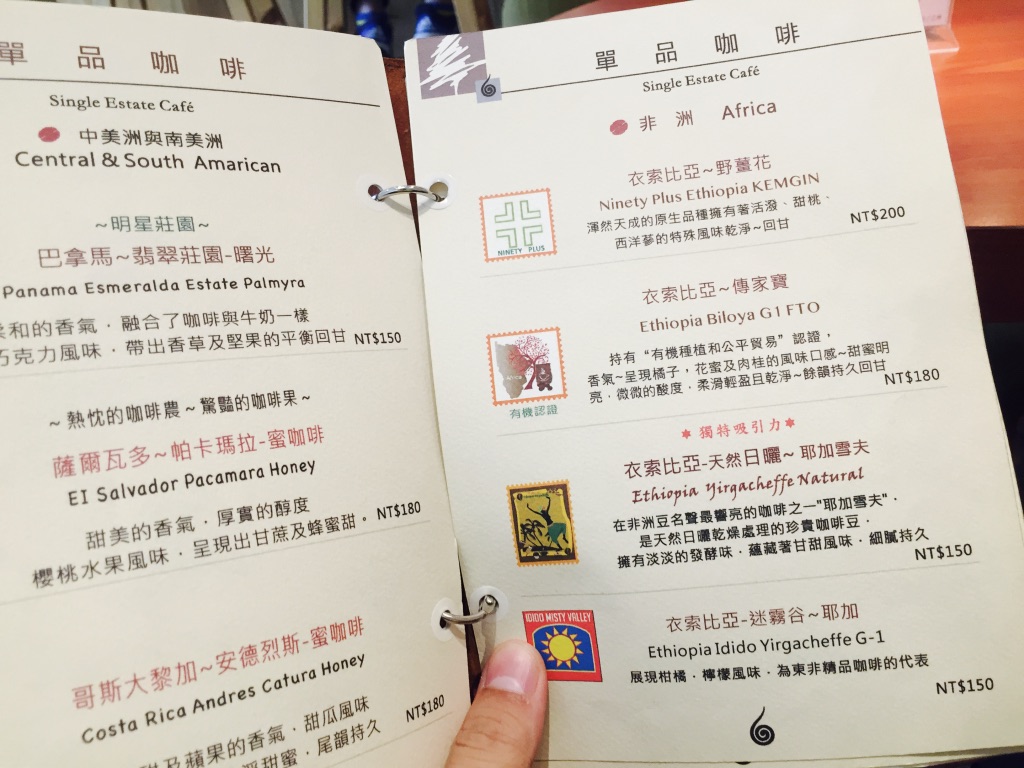 單品咖啡
Single Estate Café
中美洲與南美洲
Central & South Amarican
~明星莊園~
巴拿馬~翡翠莊園-曙光
Panama Esmeralda Estate Palmyra
柔和的香氣．融合了咖啡與牛奶一樣
巧克力風味．帶出香草及堅果的平衡回甘 NT$150
~熱忱的咖啡農~驚豔的咖啡果~
薩爾瓦多~帕卡瑪拉-蜜咖啡
EI Salvador Pacamara Honey
甜美的香氣．厚實的醇度
櫻桃水果風味．呈現出甘蔗及蜂蜜甜。 NT$180
哥斯大黎加~安德烈斯-蜜咖啡
Costa Rica Andres Catura Honey
及蘋果的香氣．甜瓜風味
甜蜜．尾韻持久 NT$180
單品咖啡
Single Estate Café
非洲 Africa
衣索比亞~野薑花
Ninety Plus Ethiopia KEMGIN
渾然天成的原生品種擁有著活潑、甜桃、
西洋蔘的特殊風味乾淨~回甘
NT$200
NINETY PLUS
衣索比亞~傳家寶
Ethiopia Biloya G1 FTO
持有“有機種植和公平貿易”認證，
香氣~呈現橘子，花蜜及肉桂的風味口感~甜蜜明
亮．微微的酸度．柔滑輕盈且乾淨~餘韻持久回甘
NT$180
有機認證
獨特吸引力
衣索比亞-天然日曬~耶加雪夫
Ethiopia Yirgacheffe Natural
在非洲豆名聲最響亮的咖啡之一"耶加雪夫"．
是天然日曬乾燥處理的珍貴咖啡豆．
擁有淡淡的發酵味．蘊藏著甘甜風味．細膩持久
NT$150
IDIDO MISTY VALLEY
衣索比亞-迷霧谷~耶加
Ethiopia Idido Yirgacheffe G-1
展現柑橘．檸檬風味．為東非精品咖啡的代表
NT$150